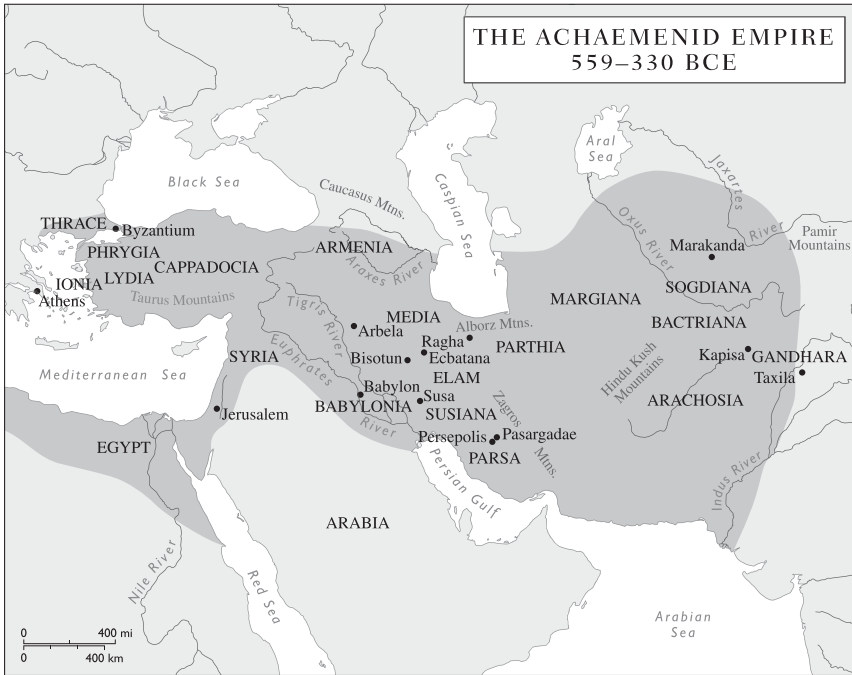 THE ACHAEMENID EMPIRE
559–330 BCE
Aral
Sea
Jaxartes
River
Black Sea
Caspian Sea
Caucasus Mtns.
Oxus River
Pamir
Mountains
THRACE
Byzantium
PHRYGIA
CAPPADOCIA
ARMENIA
Araxes River
Marakanda
SOGDIANA
IONIA
LYDIA
Athens
Taurus Mountains
Tigris River
MEDIA
Arbela
Alborz Mtns.
MARGIANA
BACTRIANA
Ragha
Ecbatana
PARTHIA
Bisotun
SYRIA
Euphrates
River
Kapisa
GANDHARA
Taxila
Hindu Kush
Mountains
Mediterranean Sea
ELAM
Babylon
BABYLONIA
Susa
SUSIANA
Zagros
Mtns.
ARACHOSIA
Jerusalem
EGYPT
Persepolis
Pasargadae
PARSA
Persian Gulf
Indus River
ARABIA
Nile River
Red Sea
Arabian
Sea
0 400 mi
0 400 km